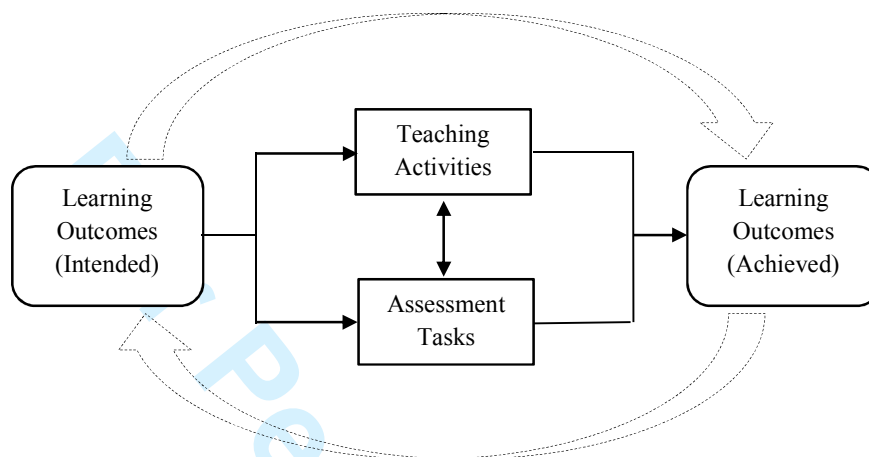 Learning
Outcomes
(Intended)
Teaching
Activities
Assessment
Tasks
Learning
Outcomes
(Achieved)